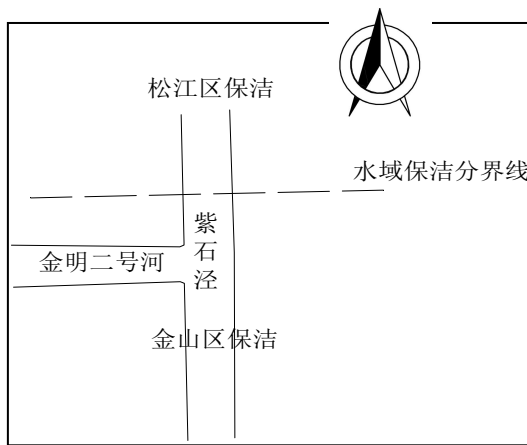 松江区保洁
水域保洁分界线
紫石泾
金明二号河
金山区保洁